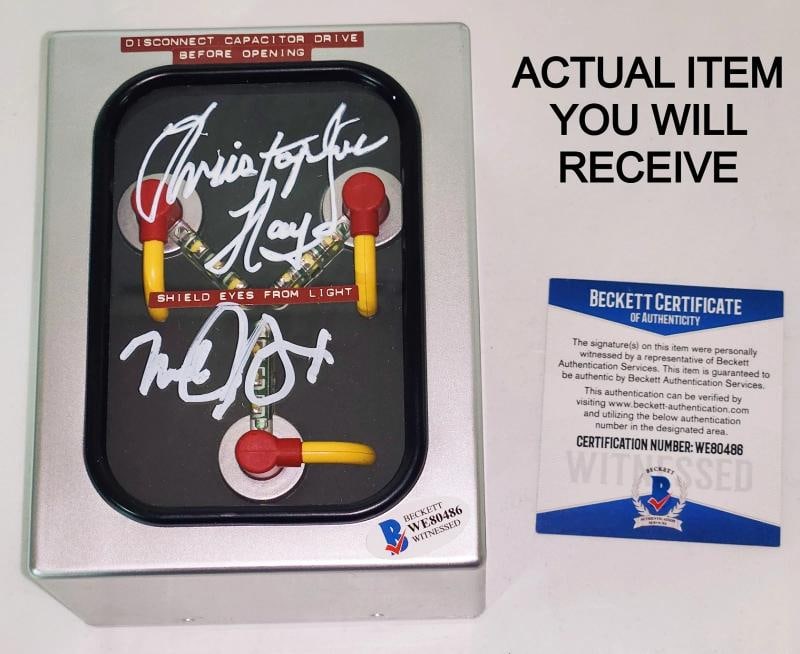 DISCONNECT CAPACITOR DRIVE
BEFORE OPENING
Christopher
Lloyd
SHIELD EYES FROM LIGHT
BECKETT
WE80486
WITNESSED
ACTUAL ITEM
YOU WILL
RECEIVE
BECKETT CERTIFICATE
OF AUTHENTICITY
The signature(s) on this item were personally
witnessed by a representative of Beckett
Authentication Services. This item is guaranteed to
be authentic by Beckett Authentication Services.
This authentication can be verified by
visiting www.beckett-authentication.com
and utilizing the below authentication
number in the designated area.
CERTIFICATION NUMBER: WE80486
WITNESSED
BECKETT
B